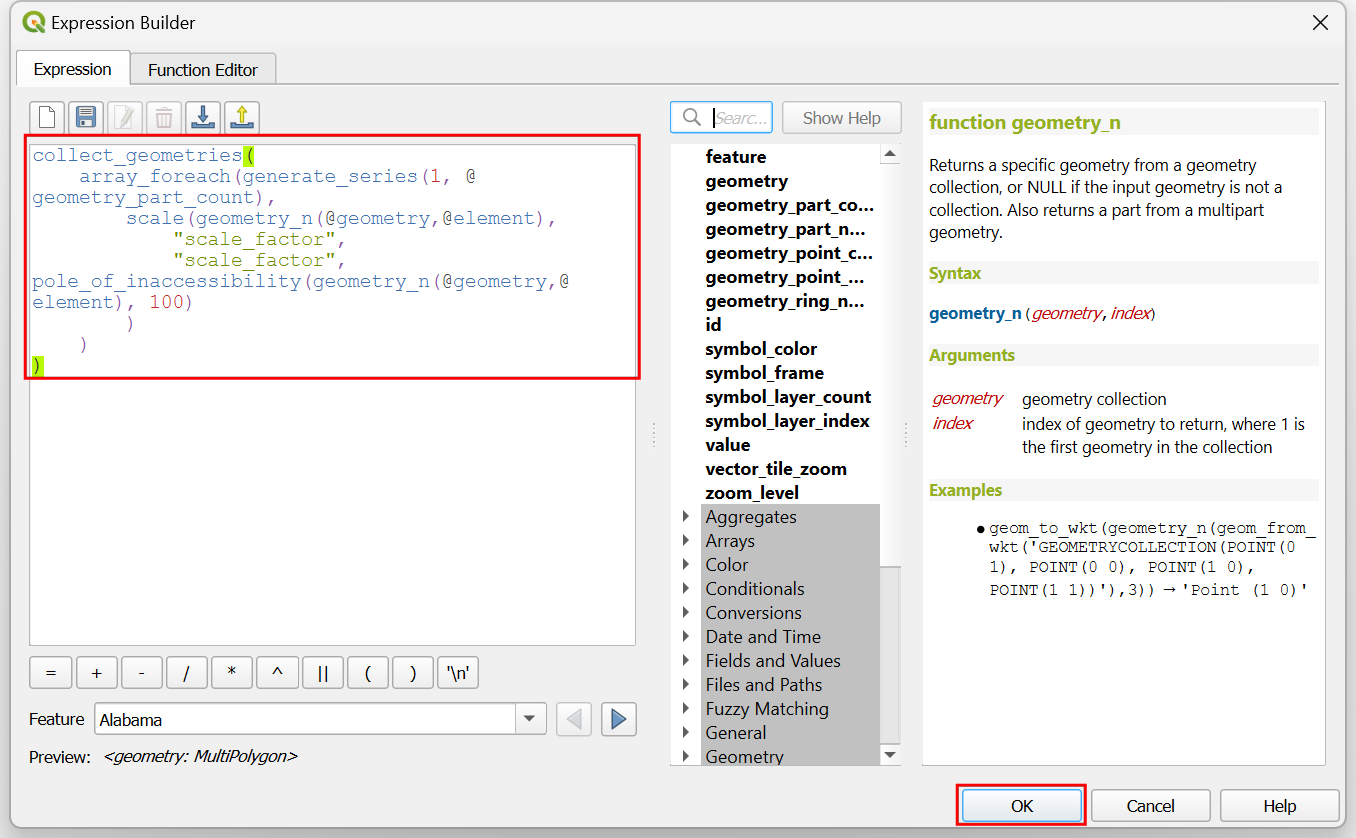 Expression Builder
Expression
Function Editor
collect_geometries(
    array_foreach(generate_series(1, @
geometry_part_count),
        scale(geometry_n(@geometry,@element),
            "scale_factor",
            "scale_factor",
pole_of_inaccessibility(geometry_n(@geometry,@
element), 100)
        )
    )
)
=
+
-
/
*
^
||
(
)
'\n'
Feature
Alabama
Preview: <geometry: MultiPolygon>
Searc...
Show Help
feature
geometry
geometry_part_co...
geometry_part_n...
geometry_point_c...
geometry_point_...
geometry_ring_n...
id
symbol_color
symbol_frame
symbol_layer_count
symbol_layer_index
value
vector_tile_zoom
zoom_level
Aggregates
Arrays
Color
Conditionals
Conversions
Date and Time
Fields and Values
Files and Paths
Fuzzy Matching
General
Geometry
function geometry_n
Returns a specific geometry from a geometry
collection, or NULL if the input geometry is not a
collection. Also returns a part from a multipart
geometry.
Syntax
geometry_n(geometry,index)
Arguments
geometry geometry collection
index index of geometry to return, where 1 is
the first geometry in the collection
Examples
● geom_to_wkt(geometry_n(geom_from_
wkt('GEOMETRYCOLLECTION(POINT(0
1), POINT(0 0), POINT(1 0),
POINT(1 1))'),3)) → 'Point (1 0)'
OK
Cancel
Help